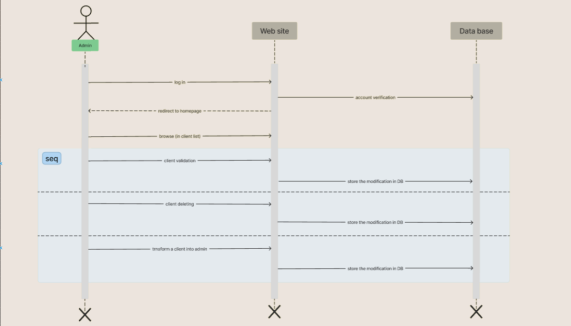 Web site
Data base
Admin
log in
account verification
redirect to homepage
browse (in client list)
seq
client validation
store the modification in DB
client deleting
store the modification in DB
trnsform a client into admin
store the modification in DB